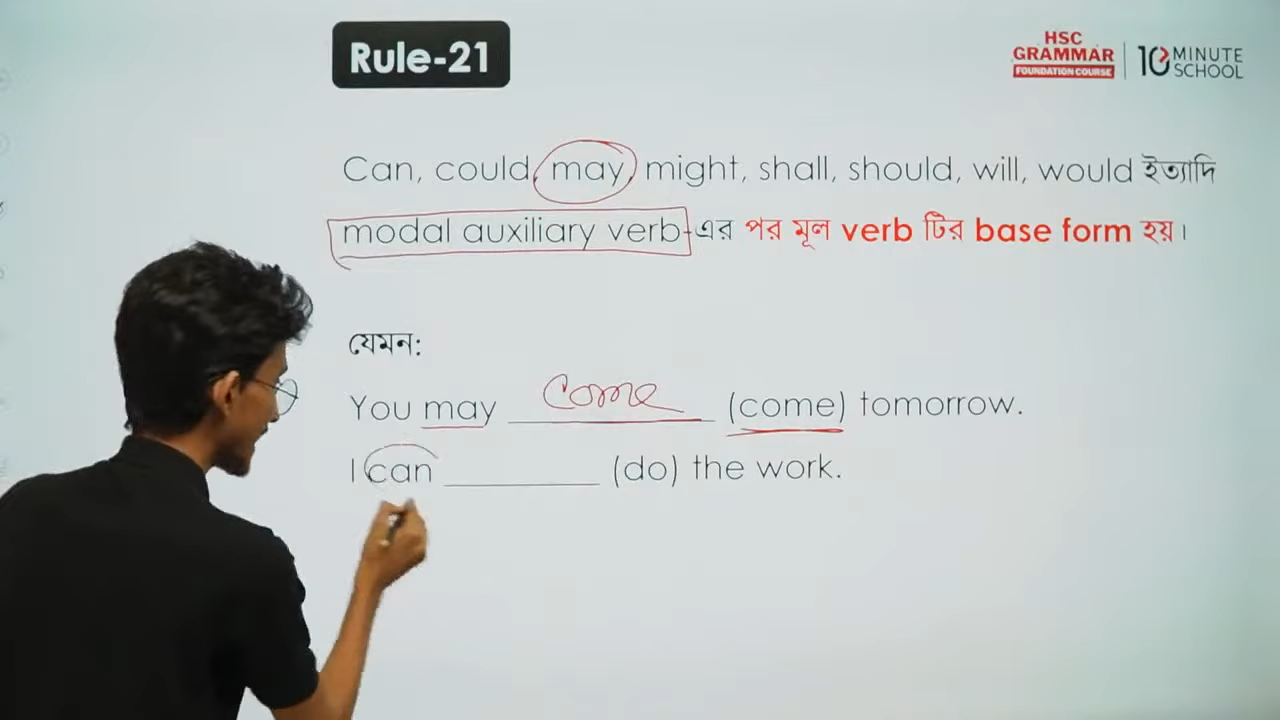 Rule-21
HSC
GRAMMAR
FOUNDATION COURSE
10 MINUTE
SCHOOL
Can, could, may, might, shall, should, will, would ইত্যাদি
modal auxiliary verb-এর পর মূল verb টির base form হয়।
যেমন:
You may come (come) tomorrow.
I can ________ (do) the work.